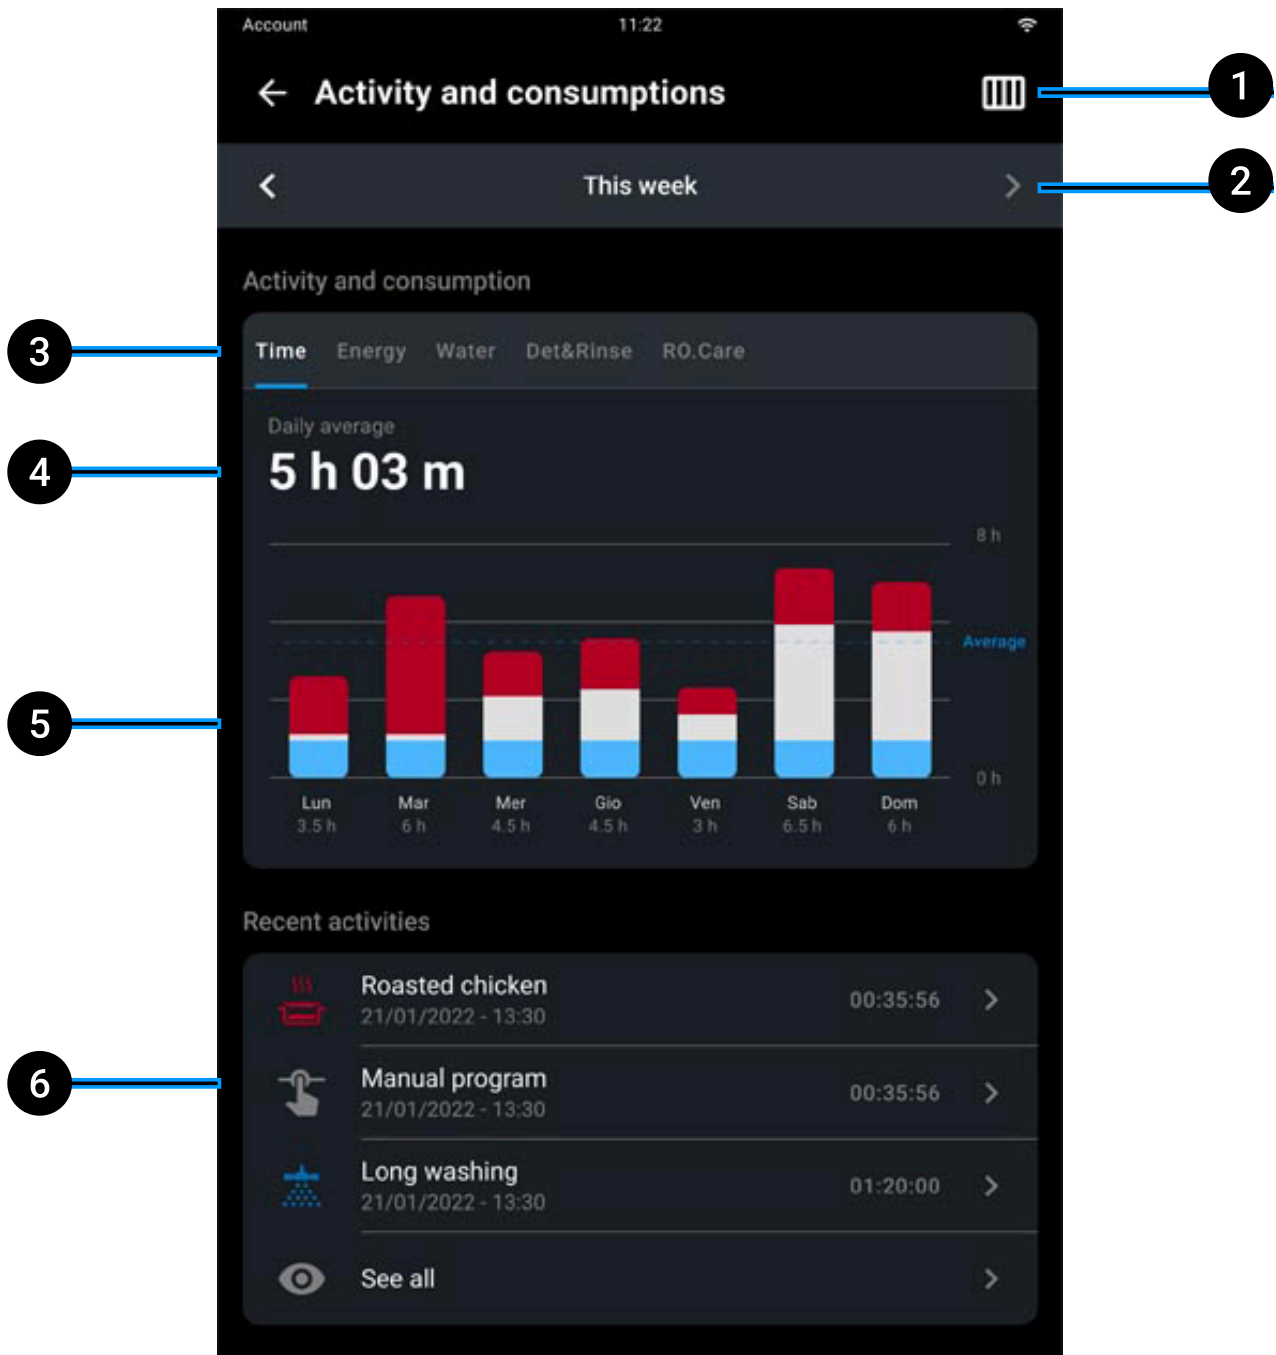 Account 11:22
Activity and consumptions
1
This week
2
Activity and consumption
3
Time Energy Water Det&Rinse RO.Care
Daily average
4
5 h 03 m
8 h
Average
5
0 h
Lun Mar Mer Gio Ven Sab Dom
3.5 h 6 h 4.5 h 4.5 h 3 h 6.5 h 6 h
Recent activities
Roasted chicken
21/01/2022 - 13:30
00:35:56
6
Manual program
21/01/2022 - 13:30
00:35:56
Long washing
21/01/2022 - 13:30
01:20:00
See all